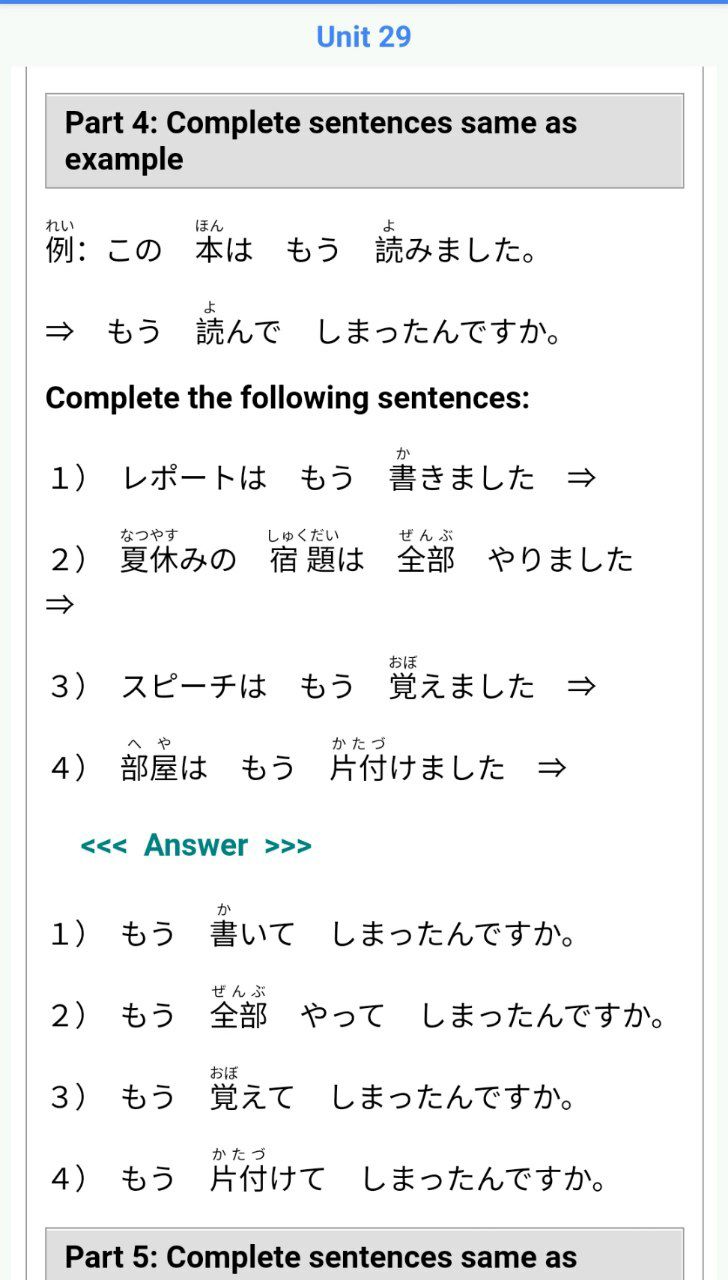 Unit 29
Part 4: Complete sentences same as
example
れい ほん よ
例: この 本は もう 読みました。
よ
⇒ もう 読んで しまったんですか。
Complete the following sentences:
か
1） レポートは もう 書きました ⇒
なつやす しゅくだい ぜんぶ
2） 夏休みの 宿題は 全部 やりました
⇒
おぼ
3） スピーチは もう 覚えました ⇒
へや かたづ
4） 部屋は もう 片付けました ⇒
<<< Answer >>>
か
1） もう 書いて しまったんですか。
ぜんぶ
2） もう 全部 やって しまったんですか。
おぼ
3） もう 覚えて しまったんですか。
かたづ
4） もう 片付けて しまったんですか。
Part 5: Complete sentences same as